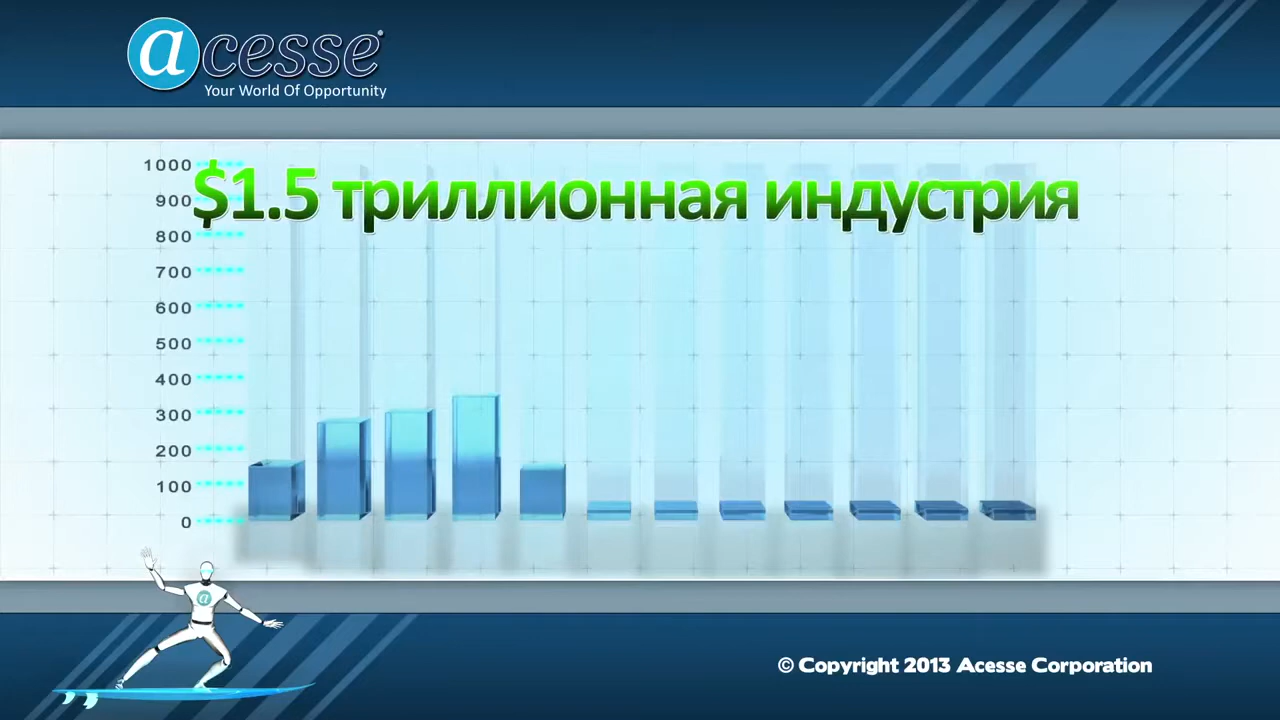 acesse
Your World Of Opportunity
$1.5 триллионная индустрия
1000
900
800
700
600
500
400
300
200
100
0
a
© Copyright 2013 Acesse Corporation